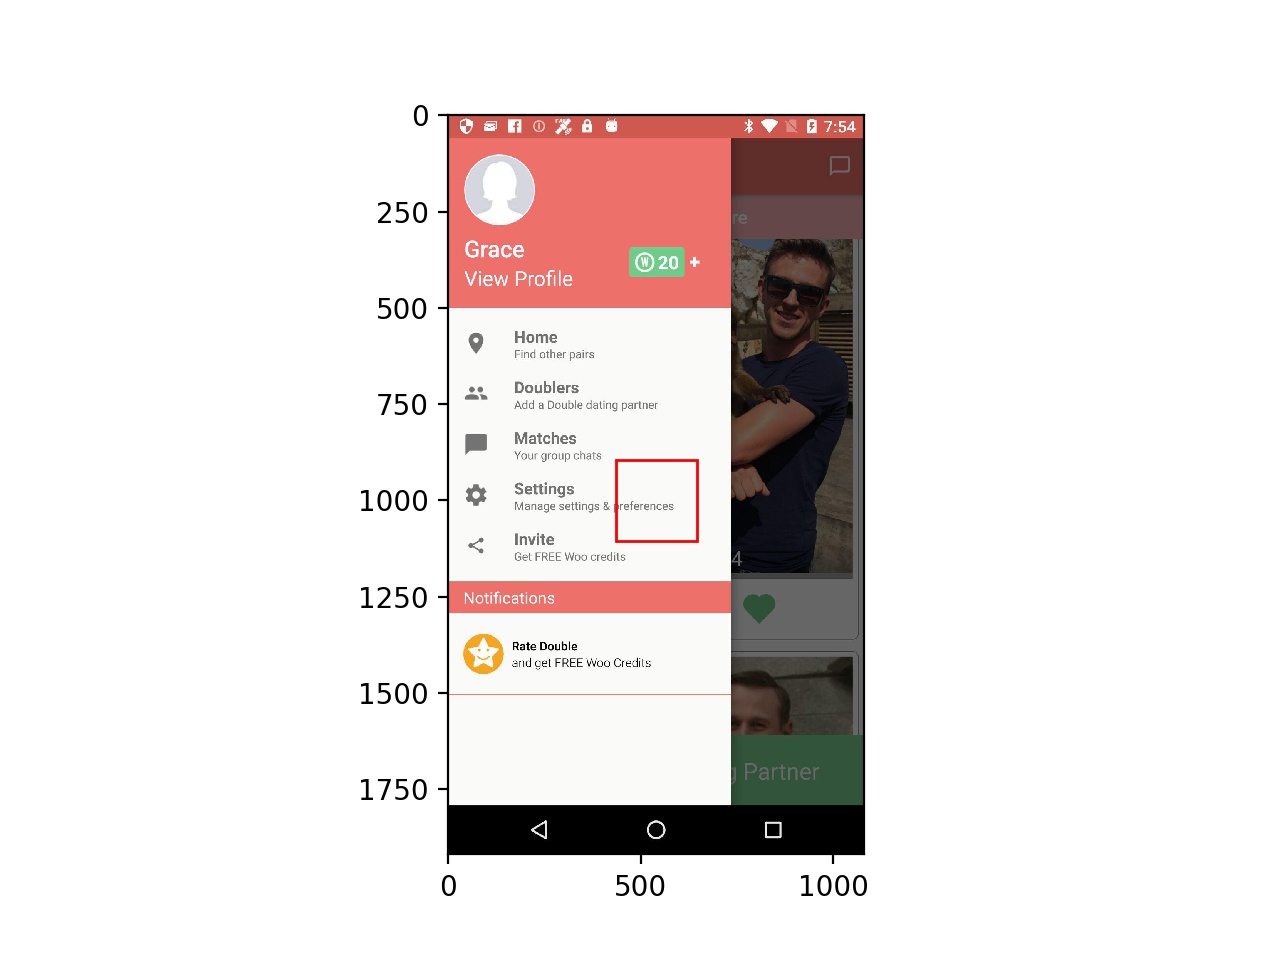 0
250
500
750
1000
1250
1500
1750
0
500
1000
7:54
re
Grace
View Profile
20 +
Home
Find other pairs
Doublers
Add a Double dating partner
Matches
Your group chats
Settings
Manage settings & preferences
Invite
Get FREE Woo credits
4
Notifications
Rate Double
and get FREE Woo Credits
g Partner